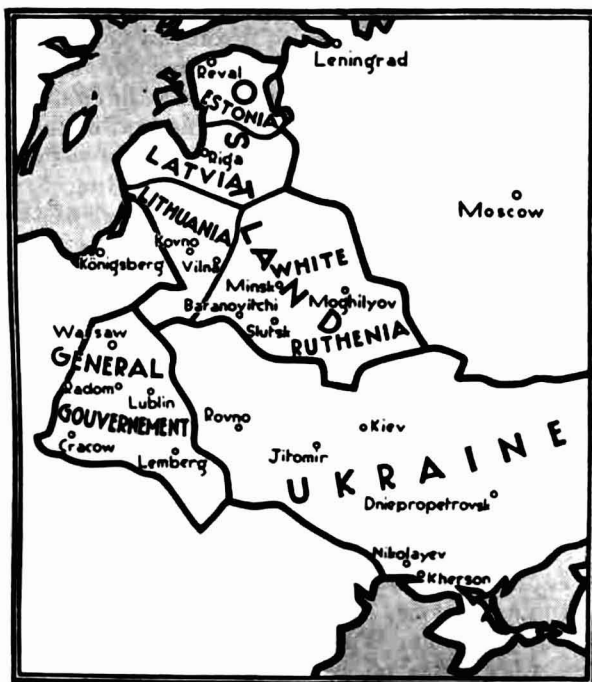 Leningrad
Reval
OSTLAND
ESTONIA
Riga
LATVIA
LITHUANIA
Moscow
Kovno
Vilna
Königsberg
WHITE
Minsk
Moghilyov
Baranovitchi
Slutsk
RUTHENIA
Warsaw
GENERAL
Radom
Lublin
GOUVERNEMENT
Rovno
Kiev
Cracow
Lemberg
Jitomir
UKRAINE
Dniepropetrovsk
Nikolayev
Kherson